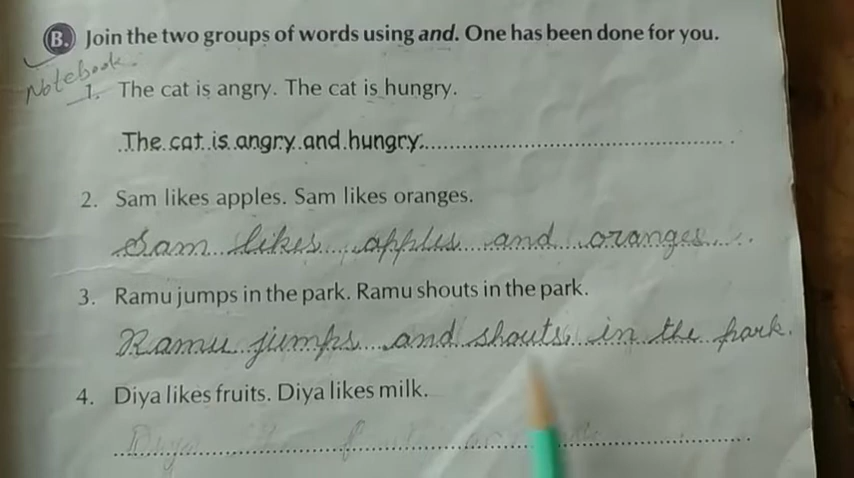 B. Join the two groups of words using and. One has been done for you.
Notebook.
1. The cat is angry. The cat is hungry.
The cat is angry and hungry.
2. Sam likes apples. Sam likes oranges.
Sam likes apples and oranges.
3. Ramu jumps in the park. Ramu shouts in the park.
Ramu jumps and shouts in the park.
4. Diya likes fruits. Diya likes milk.
Diya